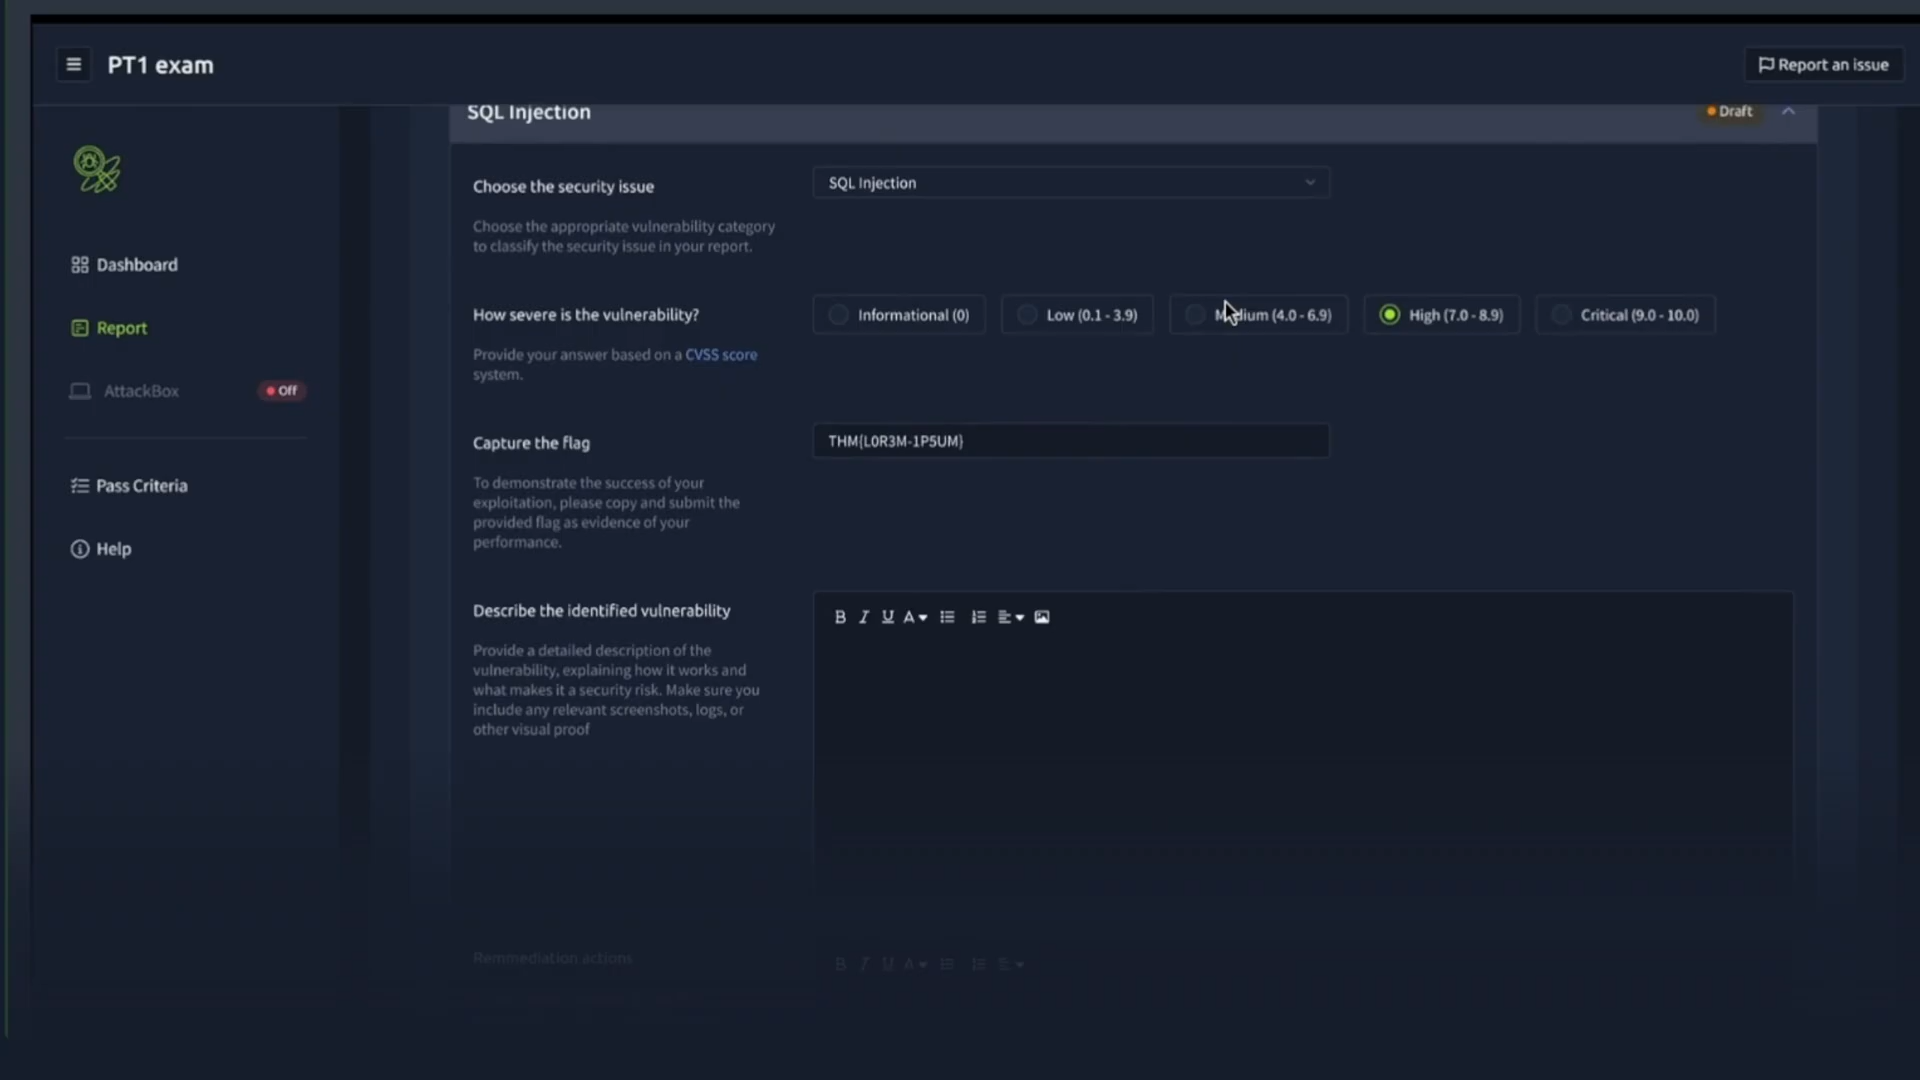 PT1 exam
Report an issue
SQL Injection
Draft
Choose the security issue
SQL Injection
Choose the appropriate vulnerability category
to classify the security issue in your report.
Dashboard
Report
AttackBox
Off
Pass Criteria
Help
How severe is the vulnerability?
Informational (0)
Low (0.1 - 3.9)
Medium (4.0 - 6.9)
High (7.0 - 8.9)
Critical (9.0 - 10.0)
Provide your answer based on a CVSS score
system.
Capture the flag
THM{L0R3M-1P5UM}
To demonstrate the success of your
exploitation, please copy and submit the
provided flag as evidence of your
performance.
Describe the identified vulnerability
B I U A
Provide a detailed description of the
vulnerability, explaining how it works and
what makes it a security risk. Make sure you
include any relevant screenshots, logs, or
other visual proof
Remmediation actions
B I U A